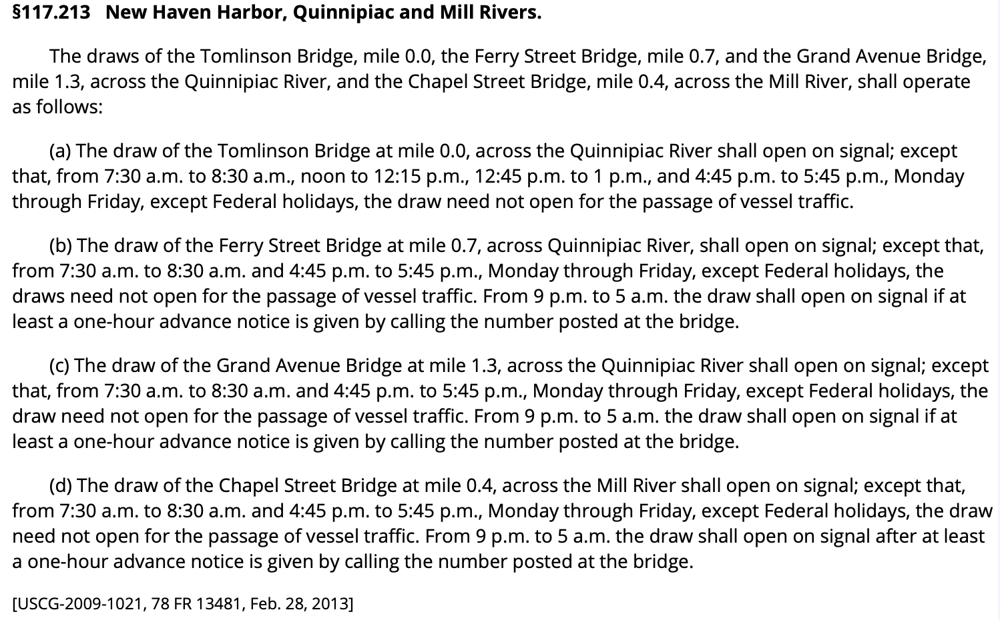 §117.213 New Haven Harbor, Quinnipiac and Mill Rivers.
The draws of the Tomlinson Bridge, mile 0.0, the Ferry Street Bridge, mile 0.7, and the Grand Avenue Bridge,
mile 1.3, across the Quinnipiac River, and the Chapel Street Bridge, mile 0.4, across the Mill River, shall operate
as follows:
(a) The draw of the Tomlinson Bridge at mile 0.0, across the Quinnipiac River shall open on signal; except
that, from 7:30 a.m. to 8:30 a.m., noon to 12:15 p.m., 12:45 p.m. to 1 p.m., and 4:45 p.m. to 5:45 p.m., Monday
through Friday, except Federal holidays, the draw need not open for the passage of vessel traffic.
(b) The draw of the Ferry Street Bridge at mile 0.7, across Quinnipiac River, shall open on signal; except that,
from 7:30 a.m. to 8:30 a.m. and 4:45 p.m. to 5:45 p.m., Monday through Friday, except Federal holidays, the
draws need not open for the passage of vessel traffic. From 9 p.m. to 5 a.m. the draw shall open on signal if at
least a one-hour advance notice is given by calling the number posted at the bridge.
(c) The draw of the Grand Avenue Bridge at mile 1.3, across the Quinnipiac River shall open on signal; except
that, from 7:30 a.m. to 8:30 a.m. and 4:45 p.m. to 5:45 p.m., Monday through Friday, except Federal holidays, the
draw need not open for the passage of vessel traffic. From 9 p.m. to 5 a.m. the draw shall open on signal if at
least a one-hour advance notice is given by calling the number posted at the bridge.
(d) The draw of the Chapel Street Bridge at mile 0.4, across the Mill River shall open on signal; except that,
from 7:30 a.m. to 8:30 a.m. and 4:45 p.m. to 5:45 p.m., Monday through Friday, except Federal holidays, the draw
need not open for the passage of vessel traffic. From 9 p.m. to 5 a.m. the draw shall open on signal after at least
a one-hour advance notice is given by calling the number posted at the bridge.
[USCG-2009-1021, 78 FR 13481, Feb. 28, 2013]